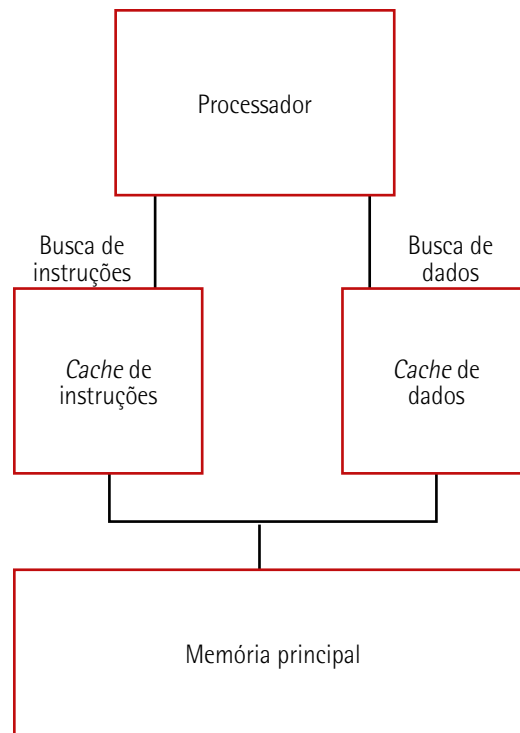 Processador
Busca de
instruções
Busca de
dados
Cache de
instruções
Cache de
dados
Memória principal